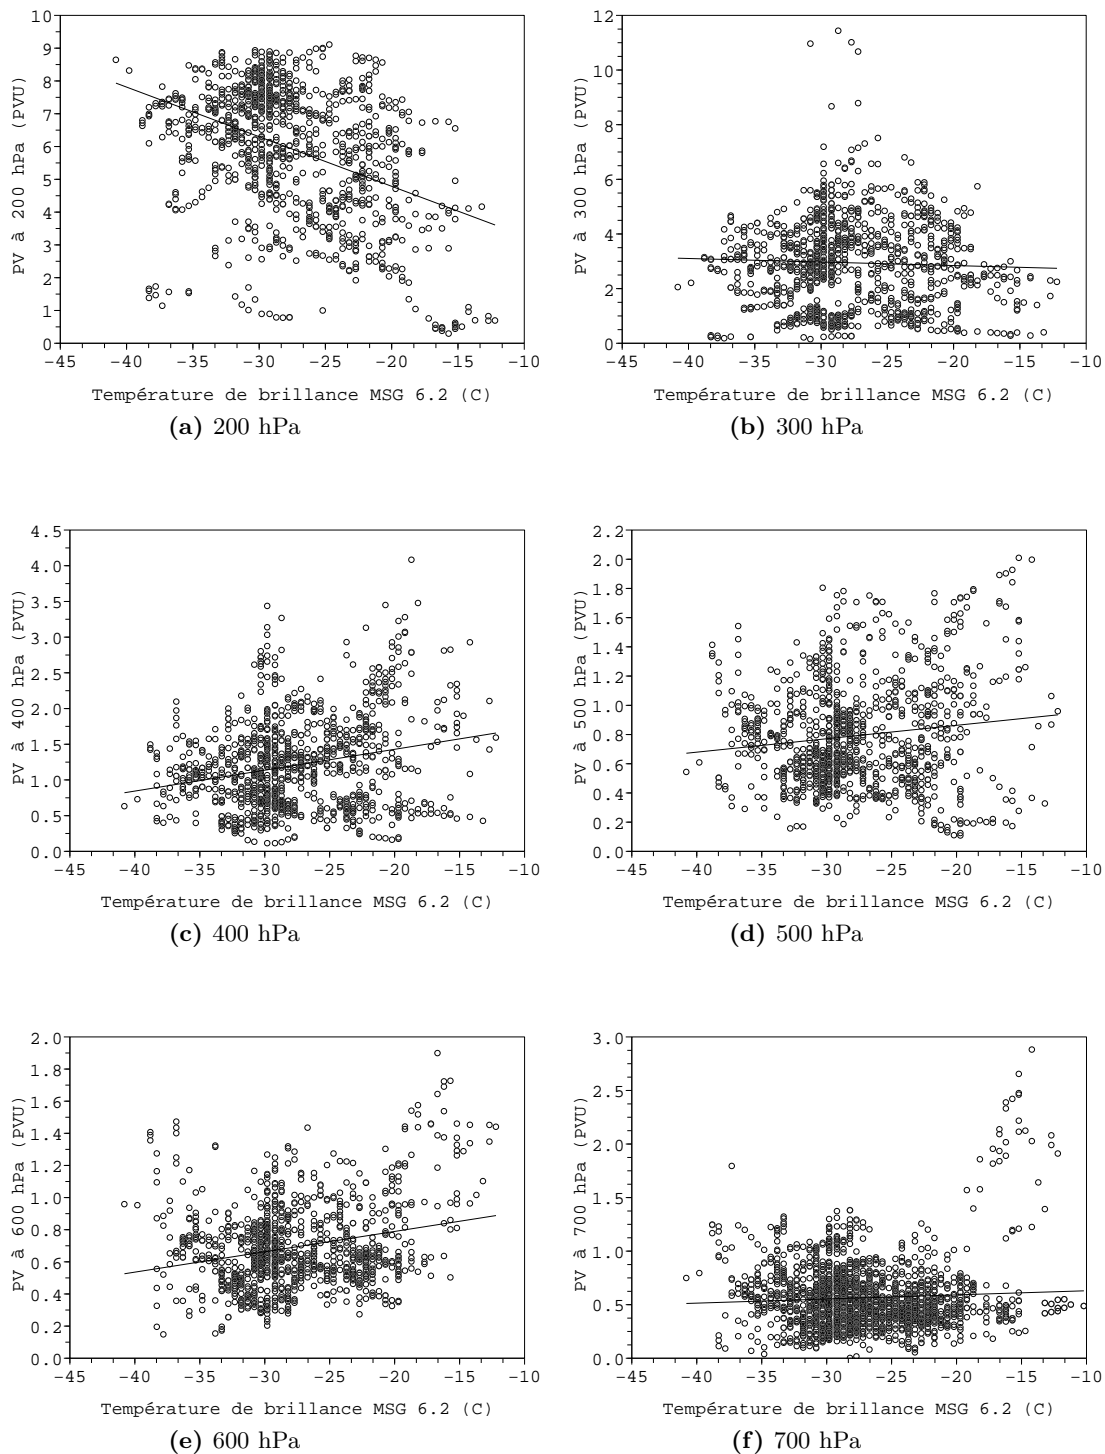 10
9
8
7
6
5
4
3
2
1
0
PV à 200 hPa (PVU)
-45 -40 -35 -30 -25 -20 -15 -10
Température de brillance MSG 6.2 (C)
(a) 200 hPa
12
10
8
6
4
2
0
PV à 300 hPa (PVU)
-45 -40 -35 -30 -25 -20 -15 -10
Température de brillance MSG 6.2 (C)
(b) 300 hPa
4.5
4.0
3.5
3.0
2.5
2.0
1.5
1.0
0.5
0.0
PV à 400 hPa (PVU)
-45 -40 -35 -30 -25 -20 -15 -10
Température de brillance MSG 6.2 (C)
(c) 400 hPa
2.2
2.0
1.8
1.6
1.4
1.2
1.0
0.8
0.6
0.4
0.2
0.0
PV à 500 hPa (PVU)
-45 -40 -35 -30 -25 -20 -15 -10
Température de brillance MSG 6.2 (C)
(d) 500 hPa
2.0
1.8
1.6
1.4
1.2
1.0
0.8
0.6
0.4
0.2
0.0
PV à 600 hPa (PVU)
-45 -40 -35 -30 -25 -20 -15 -10
Température de brillance MSG 6.2 (C)
(e) 600 hPa
3.0
2.5
2.0
1.5
1.0
0.5
0.0
PV à 700 hPa (PVU)
-45 -40 -35 -30 -25 -20 -15 -10
Température de brillance MSG 6.2 (C)
(f) 700 hPa